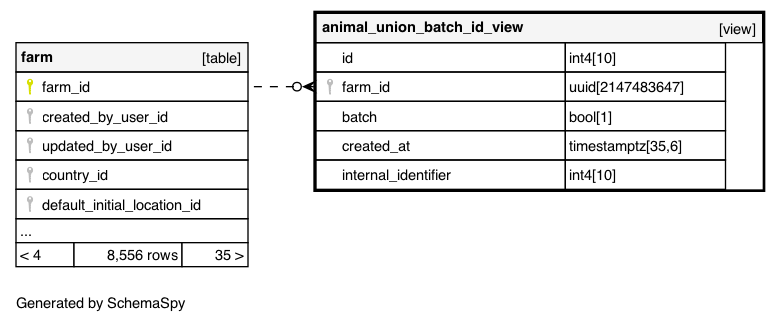 farm [table]
farm_id
created_by_user_id
updated_by_user_id
country_id
default_initial_location_id
...
< 4 8,556 rows 35 >
animal_union_batch_id_view [view]
id int4[10]
farm_id uuid[2147483647]
batch bool[1]
created_at timestamptz[35,6]
internal_identifier int4[10]
Generated by SchemaSpy